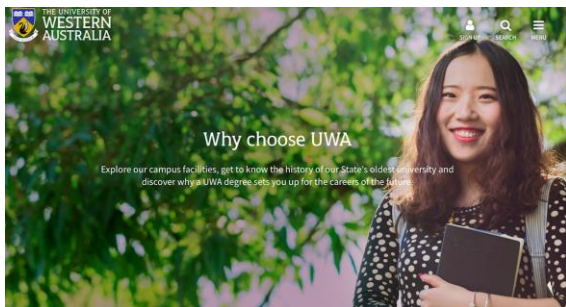 THE UNIVERSITY OF
WESTERN
AUSTRALIA
SIGN UP
SEARCH
MENU
Why choose UWA
Explore our campus facilities, get to know the history of our State's oldest university and
discover why a UWA degree sets you up for the careers of the future.